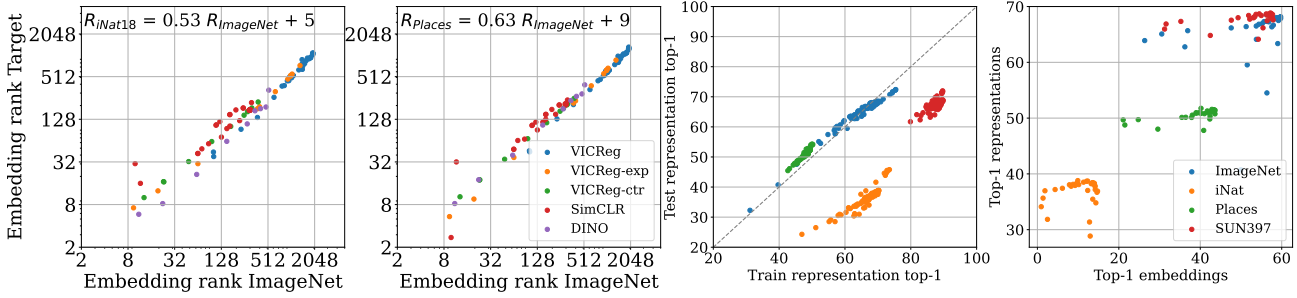 R_iNat18 = 0.53 R_ImageNet + 5
Embedding rank Target
2048
512
128
32
8
2
2 8 32 128 512 2048
Embedding rank ImageNet
R_Places = 0.63 R_ImageNet + 9
2048
512
128
32
8
2
VICReg
VICReg-exp
VICReg-ctr
SimCLR
DINO
2 8 32 128 512 2048
Embedding rank ImageNet
Test representation top-1
100
90
80
70
60
50
40
30
20
20 40 60 80 100
Train representation top-1
Top-1 representations
70
60
50
40
30
ImageNet
iNat
Places
SUN397
0 20 40 60
Top-1 embeddings